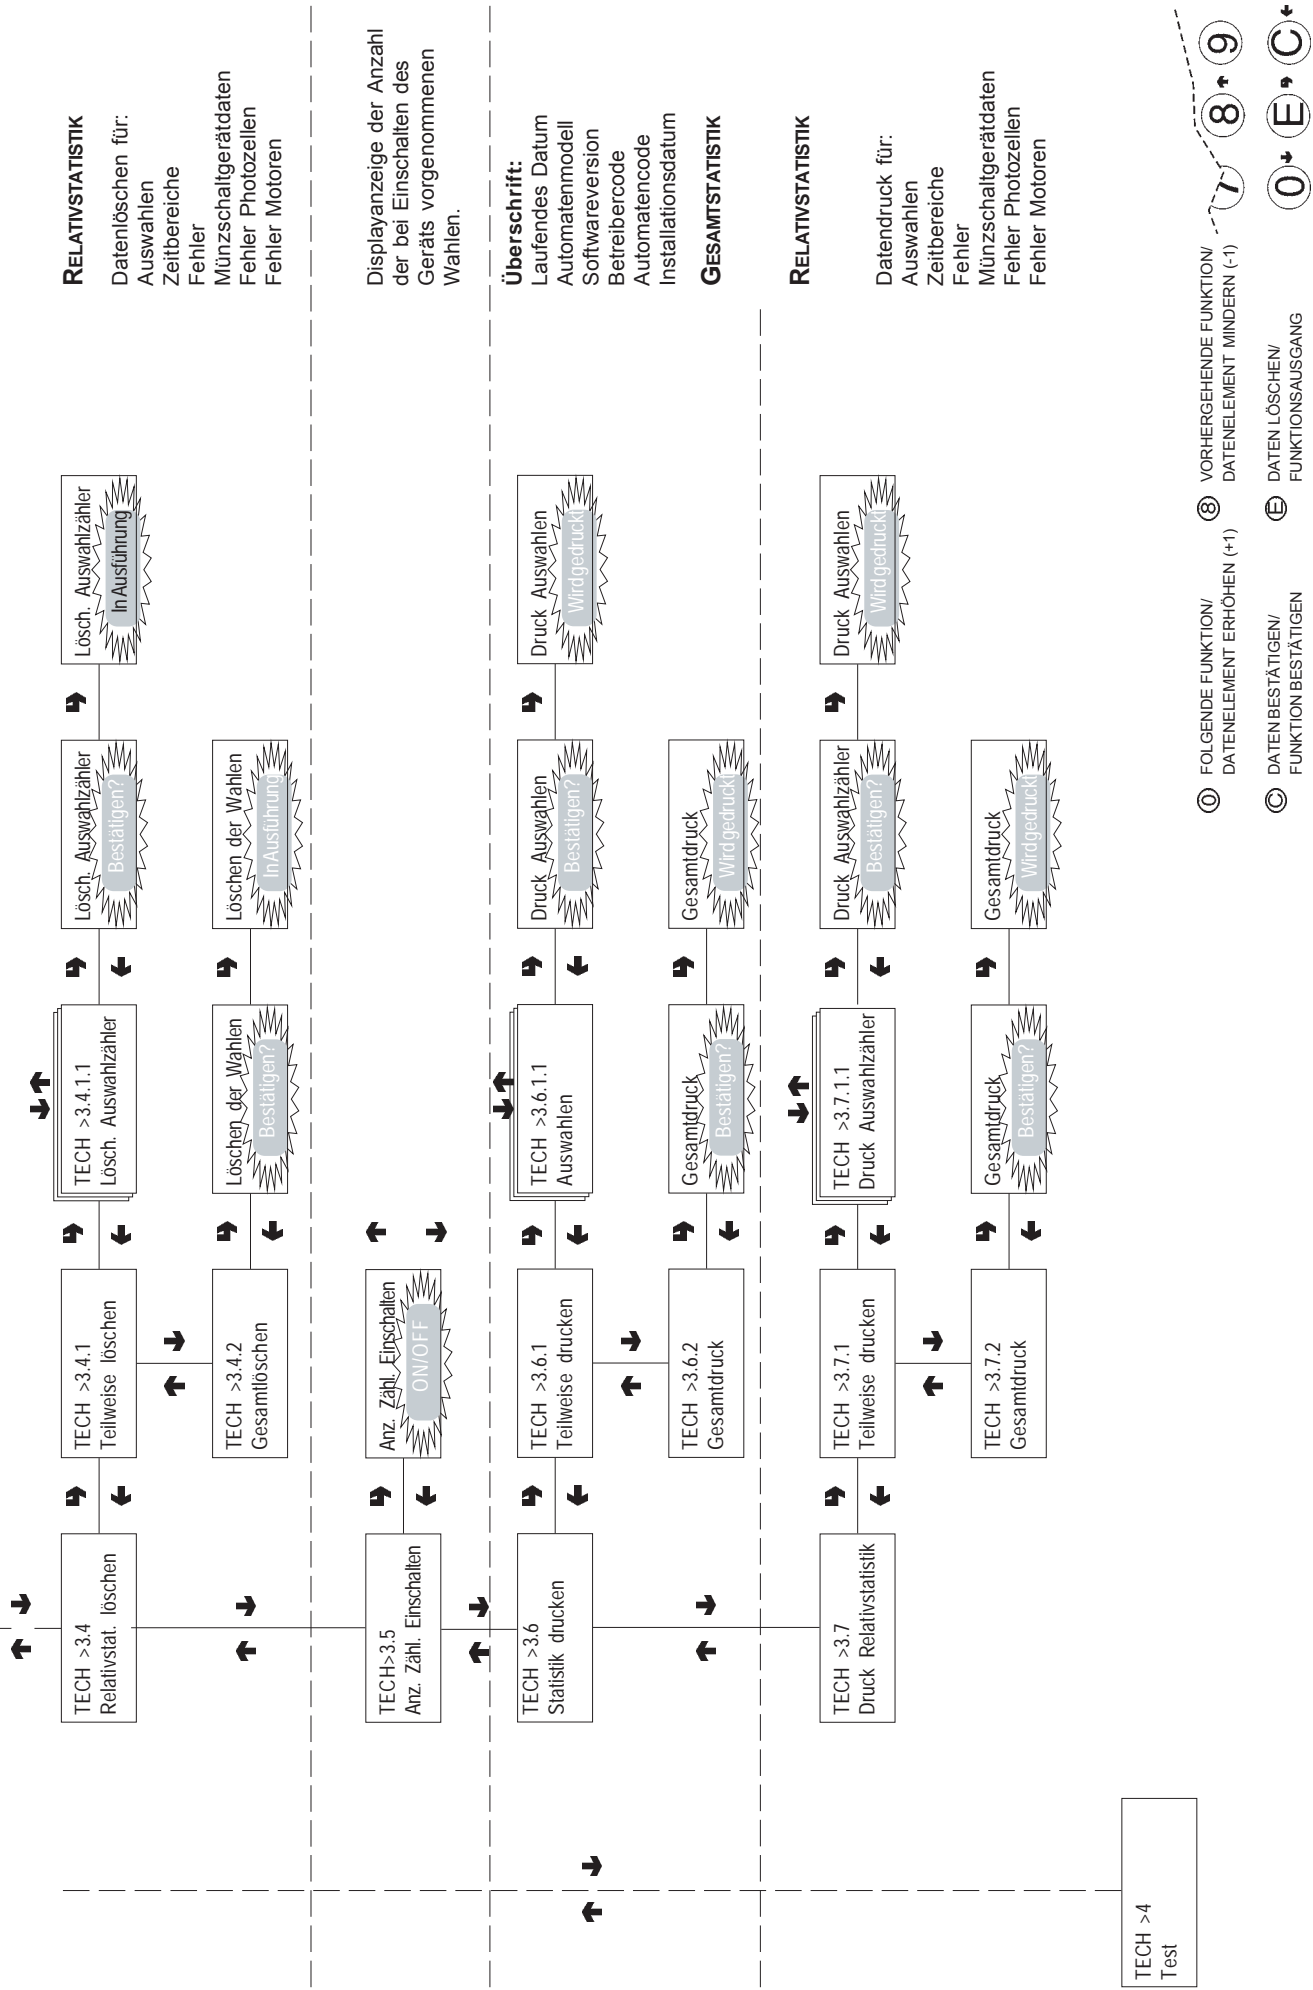 TECH >3.4
Relativstat. löschen
TECH >3.4.1
Teilweise löschen
TECH >3.4.1.1
Lösch. Auswahlzähler
Lösch. Auswahlzähler
Bestätigen?
Lösch. Auswahlzähler
In Ausführung
RELATIVSTATISTIK
Datenlöschen für:
Auswahlen
Zeitbereiche
Fehler
Münzschaltgerätdaten
Fehler Photozellen
Fehler Motoren
TECH >3.4.2
Gesamtlöschen
Löschen der Wahlen
Bestätigen?
Löschen der Wahlen
In Ausführung
TECH>3.5
Anz. Zähl. Einschalten
Anz. Zähl. Einschalten
ON/OFF
Displayanzeige der Anzahl
der bei Einschalten des
Geräts vorgenommenen
Wahlen.
TECH >3.6
Statistik drucken
TECH >3.6.1
Teilweise drucken
TECH >3.6.1.1
Auswahlen
Druck Auswahlen
Bestätigen?
Druck Auswahlen
Wird gedruckt
Überschrift:
Laufendes Datum
Automatenmodell
Softwareversion
Betreibercode
Automatencode
Installationsdatum
GESAMTSTATISTIK
TECH >3.6.2
Gesamtdruck
Gesamtdruck
Bestätigen?
Gesamtdruck
Wird gedruckt
TECH >3.7
Druck Relativstatistik
TECH >3.7.1
Teilweise drucken
TECH >3.7.1.1
Druck Auswahlzähler
Druck Auswahlzähler
Bestätigen?
Druck Auswahlen
Wird gedruckt
RELATIVSTATISTIK
Datendruck für:
Auswahlen
Zeitbereiche
Fehler
Münzschaltgerätdaten
Fehler Photozellen
Fehler Motoren
TECH >3.7.2
Gesamtdruck
Gesamtdruck
Bestätigen?
Gesamtdruck
Wird gedruckt
TECH >4
Test
0 FOLGENDE FUNKTION/
DATENELEMENT ERHÖHEN (+1)
8 VORHERGEHENDE FUNKTION/
DATENELEMENT MINDERN (-1)
C DATEN BESTÄTIGEN/
FUNKTION BESTÄTIGEN
E DATEN LÖSCHEN/
FUNKTIONSAUSGANG
7 8 9
0 E C